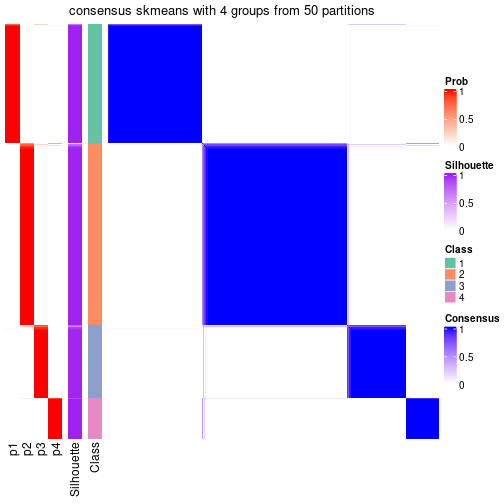 consensus skmeans with 4 groups from 50 partitions
Prob
1
0.5
0
Silhouette
1
0.5
0
Class
1
2
3
4
Consensus
1
0.5
0
p1
p2
p3
p4
Silhouette
Class